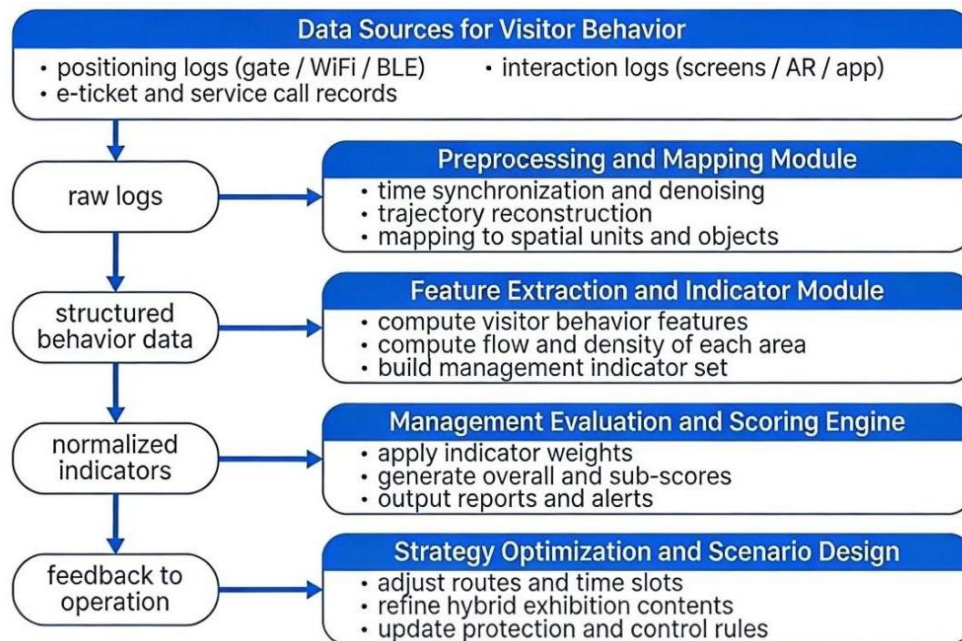 Data Sources for Visitor Behavior
• positioning logs (gate / WiFi / BLE) • interaction logs (screens / AR / app)
• e-ticket and service call records
raw logs
Preprocessing and Mapping Module
• time synchronization and denoising
• trajectory reconstruction
• mapping to spatial units and objects
structured
behavior data
Feature Extraction and Indicator Module
• compute visitor behavior features
• compute flow and density of each area
• build management indicator set
normalized
indicators
Management Evaluation and Scoring Engine
• apply indicator weights
• generate overall and sub-scores
• output reports and alerts
feedback to
operation
Strategy Optimization and Scenario Design
• adjust routes and time slots
• refine hybrid exhibition contents
• update protection and control rules